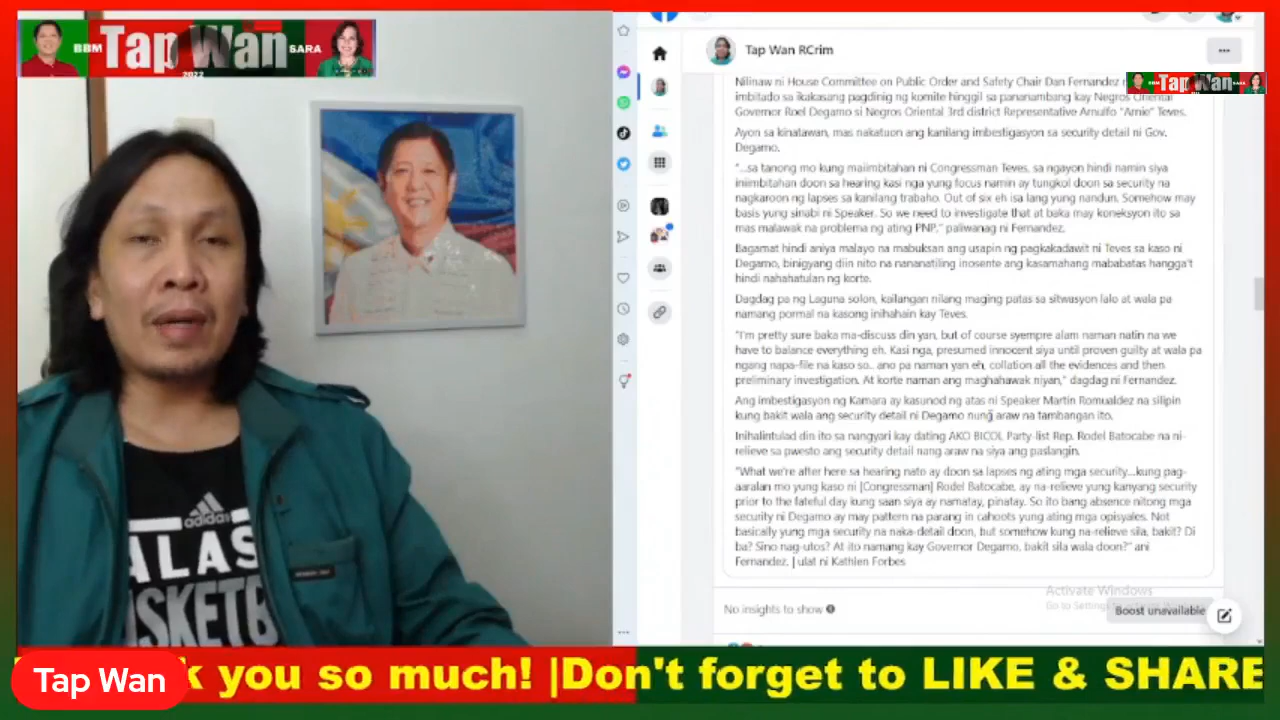 BBM Tap Wan SARA
2022
adidas
ALAS
SKETB
Tap Wan RCrim
Nilinaw ni House Committee on Public Order and Safety Chair Dan Fernandez
imbitado sa ikakasang pagdinig ng komite hinggil sa pananambang kay Negros Oriental
BBM Tap Wan SARA
Governor Roel Degamo si Negros Oriental 3rd district Representative Arnulfo "Arnie" Teves.
Ayon sa kinatawan, mas nakatuon ang kanilang imbestigasyon sa security detail ni Gov.
Degamo.
"...sa tanong mo kung maiimbitahan ni Congressman Teves, sa ngayon hindi namin siya
iniimbitahan doon sa hearing kasi nga yung focus namin ay tungkol doon sa security na
nagkaroon ng lapses sa kanilang trabaho. Out of six eh isa lang yung nandun. Somehow may
basis yung sinabi ni Speaker. So we need to investigate that at baka may koneksyon ito sa
mas malawak na problema ng ating PNP," paliwanag ni Fernandez.
Bagamat hindi aniya malayo na mabuksan ang usapin ng pagkakadawit ni Teves sa kaso ni
Degamo, binigyang diin nito na nananatiling inosente ang kasamahang mababatas hangga't
hindi nahahatulan ng korte.
Dagdag pa ng Laguna solon, kailangan nilang maging patas sa sitwasyon lalo at wala pa
namang pormal na kasong inihahain kay Teves.
"I'm pretty sure baka ma-discuss din yan, but of course syempre alam naman natin na we
have to balance everything eh. Kasi nga, presumed innocent siya until proven guilty at wala pa
ngang napa-file na kaso so.. ano pa naman yan eh, collation all the evidences and then
preliminary investigation. At korte naman ang maghahawak niyan," dagdag ni Fernandez.
Ang imbestigasyon ng Kamara ay kasunod ng atas ni Speaker Martin Romualdez na silipin
kung bakit wala ang security detail ni Degamo nung araw na tambangan ito.
Inihalintulad din ito sa nangyari kay dating AKO BICOL Party-list Rep. Rodel Batocabe na ni-
relieve sa pwesto ang security detail nang araw na siya ang paslangin.
"What we're after here sa hearing nato ay doon sa lapses ng ating mga security...kung pag-
aaralan mo yung kaso ni [Congressman] Rodel Batocabe, ay na-relieve yung kanyang security
prior to the fateful day kung saan siya ay namatay, pinatay. So ito bang absence nitong mga
security ni Degamo ay may pattern na parang in cahoots yung ating mga opisyales. Not
basically yung mga security na naka-detail doon, but somehow kung na-relieve sila, bakit? Di
ba? Sino nag-utos? At ito namang kay Governor Degamo, bakit sila wala doon?" ani
Fernandez. | ulat ni Kathlen Forbes
Activate Windows
No insights to show
Boost unavailable
Tap Wan
k you so much! |Don't forget to LIKE & SHARE